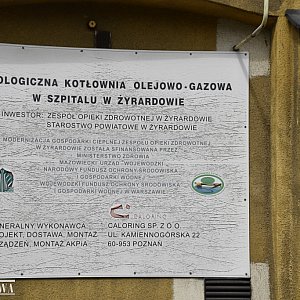 OLOGICZNA KOTŁOWNIA OLEJOWO-GAZOWA
W SZPITALU W ŻYRARDOWIE
INWESTOR: ZESPÓŁ OPIEKI ZDROWOTNEJ W ŻYRARDOWIE
STAROSTWO POWIATOWE W ŻYRARDOWIE
MODERNIZACJA GOSPODARKI CIEPLNEJ ZESPOŁU OPIEKI ZDROWOTNEJ
W ŻYRARDOWIE ZOSTAŁA SFINANSOWANA PRZEZ:
MINISTERSTWO ZDROWIA
MAZOWIECKI URZĄD WOJEWÓDZKI
NARODOWY FUNDUSZ OCHRONY ŚRODOWISKA
I GOSPODARKI WODNEJ
WOJEWÓDZKI FUNDUSZ OCHRONY ŚRODOWISKA
I GOSPODARKI WODNEJ W WARSZAWIE
CALORING
NERALNY WYKONAWCA, CALORING SP. Z O.O.
OJEKT, DOSTAWA, MONTAŻ UL. KAMIENNOGÓRSKA 22
ZĄDZEŃ, MONTAŻ AKPIA 60-953 POZNAŃ